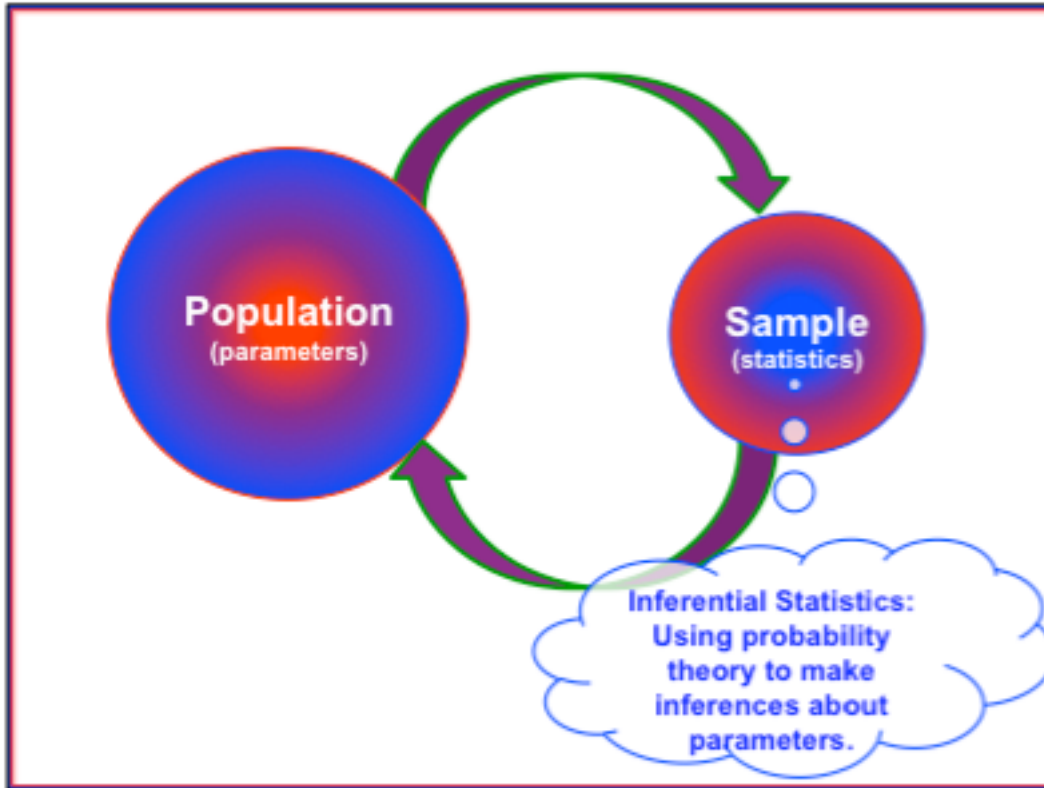 Population
(parameters)
Sample
(statistics)
Inferential Statistics:
Using probability
theory to make
inferences about
parameters.